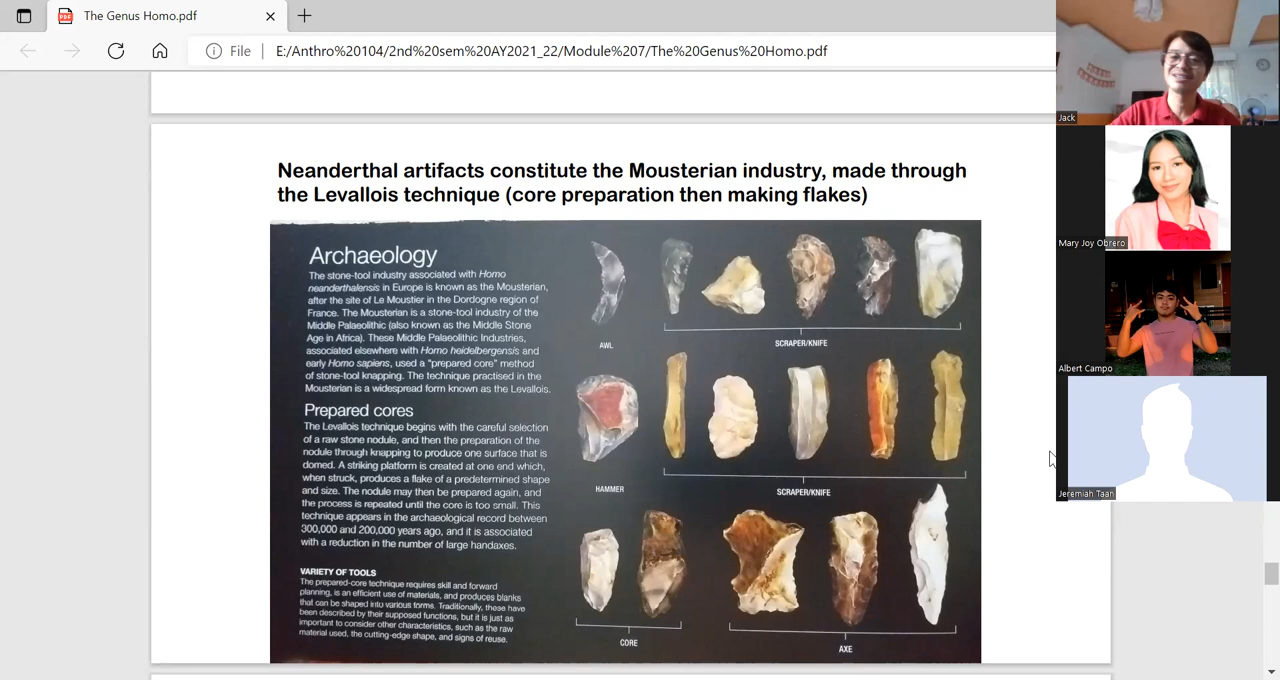 The Genus Homo.pdf
File
E:/Anthro%20104/2nd%20sem%20AY2021_22/Module%207/The%20Genus%20Homo.pdf
Jack
Mary Joy Obrero
Albert Campo
Jeremiah Taan
Neanderthal artifacts constitute the Mousterian industry, made through
the Levallois technique (core preparation then making flakes)
Archaeology
The stone-tool industry associated with Homo
neanderthalensis in Europe is known as the Mousterian,
after the site of Le Moustier in the Dordogne region of
France. The Mousterian is a stone-tool industry of the
Middle Palaeolithic (also known as the Middle Stone
Age in Africa). These Middle Palaeolithic Industries,
associated elsewhere with Homo heidelbergensis and
early Homo sapiens, used a "prepared core" method
of stone-tool knapping. The technique practised in the
Mousterian is a widespread form known as the Levallois.
Prepared cores
The Levallois technique begins with the careful selection
of a raw stone nodule, and then the preparation of the
nodule through knapping to produce one surface that is
domed. A striking platform is created at one end which,
when struck, produces a flake of a predetermined shape
and size. The nodule may then be prepared again, and
the process is repeated until the core is too small. This
technique appears in the archaeological record between
300,000 and 200,000 years ago, and it is associated
with a reduction in the number of large handaxes.
VARIETY OF TOOLS
The prepared-core technique requires skill and forward
planning, is an efficient use of materials, and produces blanks
that can be shaped into various forms. Traditionally, these have
been described by their supposed functions, but it is just as
important to consider other characteristics, such as the raw
material used, the cutting-edge shape, and signs of reuse.
AWL
SCRAPER/KNIFE
HAMMER
SCRAPER/KNIFE
CORE
AXE